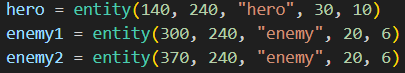 hero = entity(140, 240, "hero", 30, 10)
enemy1 = entity(300, 240, "enemy", 20, 6)
enemy2 = entity(370, 240, "enemy", 20, 6)